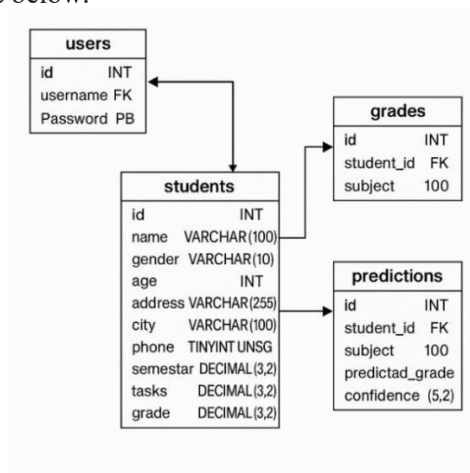 e below.
users
id INT
username FK
Password PB
grades
id INT
student_id FK
subject 100
students
id INT
name VARCHAR(100)
gender VARCHAR(10)
age INT
address VARCHAR(255)
city VARCHAR(100)
phone TINYINT UNSG
semestar DECIMAL(3,2)
tasks DECIMAL(3,2)
grade DECIMAL(3,2)
predictions
id INT
student_id FK
subject 100
predictad_grade
confidence (5,2)